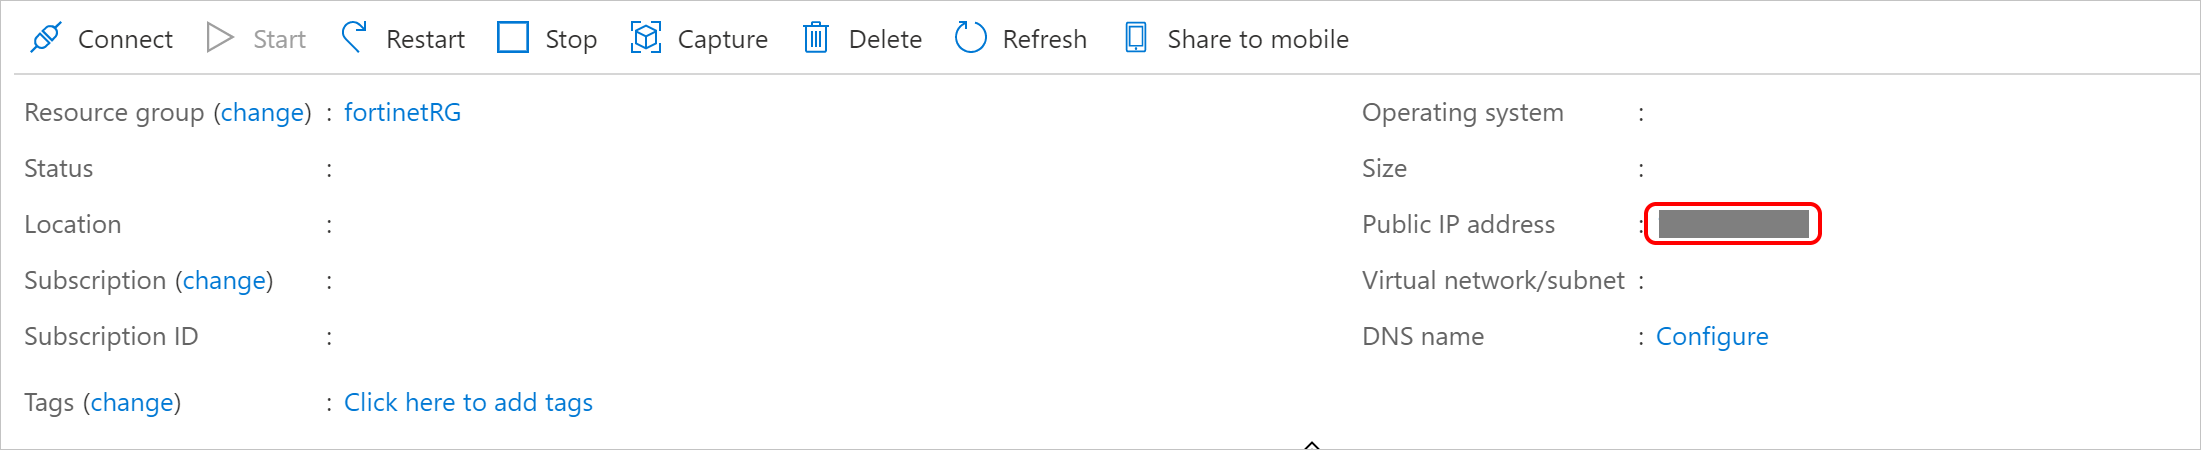 Connect Start Restart Stop Capture Delete Refresh Share to mobile
Resource group (change) : fortinetRG
Status :
Location :
Subscription (change) :
Subscription ID :
Tags (change) : Click here to add tags
Operating system :
Size :
Public IP address :
Virtual network/subnet :
DNS name : Configure